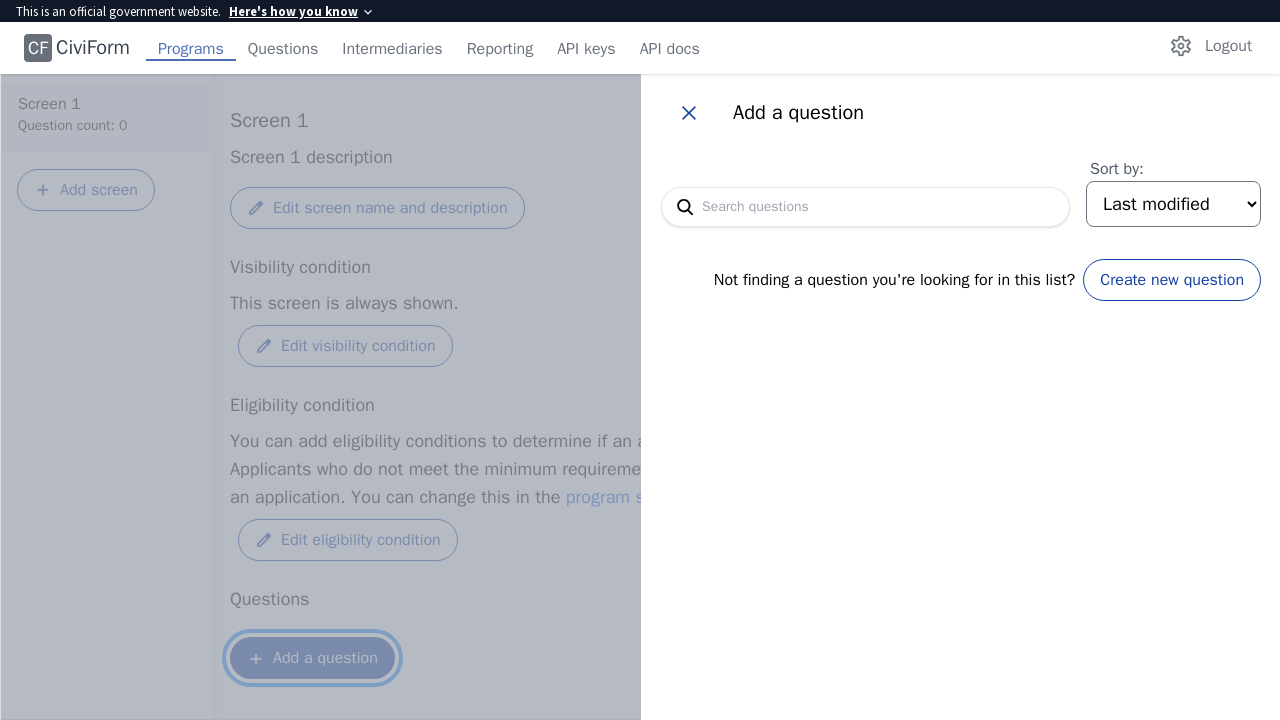 This is an official government website. Here's how you know
CF CiviForm Programs Questions Intermediaries Reporting API keys API docs Logout
Screen 1
Question count: 0
Add screen
Screen 1
Screen 1 description
Edit screen name and description
Visibility condition
This screen is always shown.
Edit visibility condition
Eligibility condition
You can add eligibility conditions to determine if an
Applicants who do not meet the minimum
an application. You can change this in the program
Edit eligibility condition
Questions
Add a question
Add a question
Sort by:
Search questions
Last modified
Not finding a question you're looking for in this list? Create new question